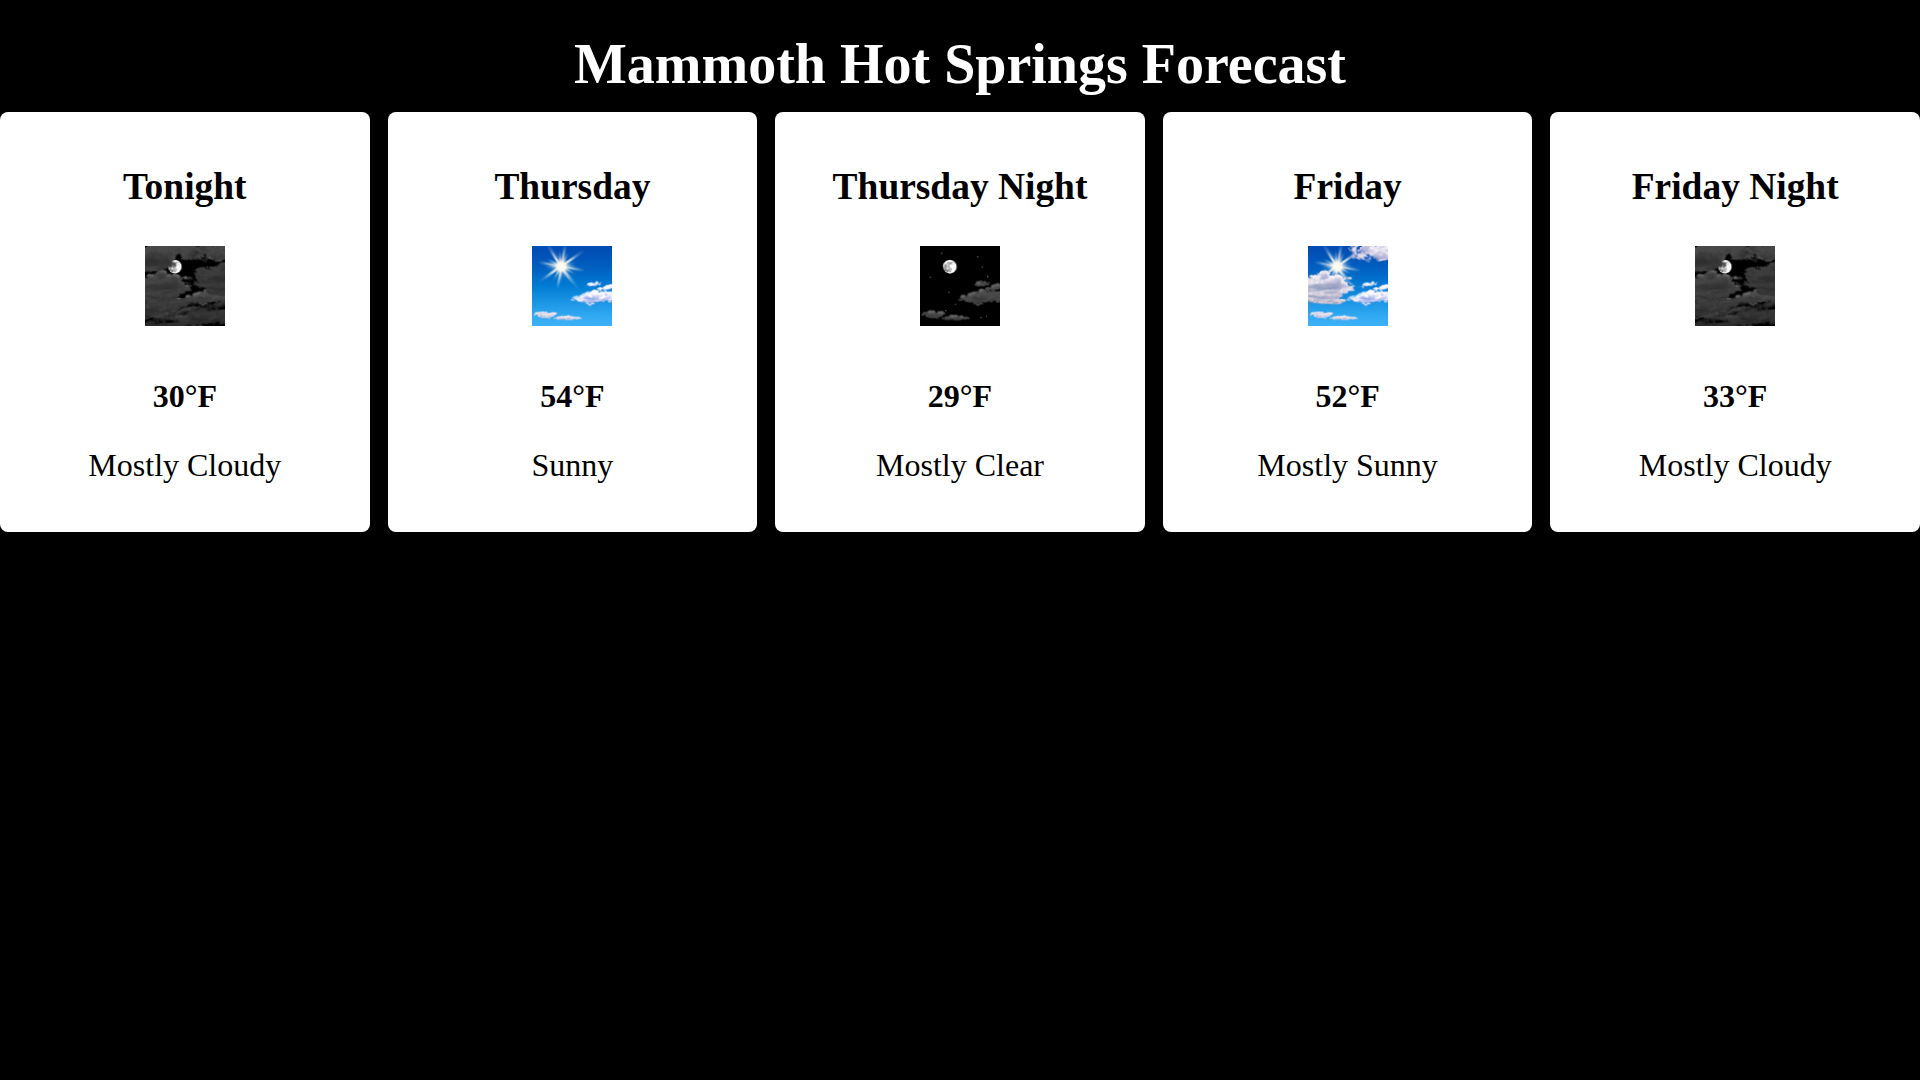 Mammoth Hot Springs Forecast
Tonight
30°F
Mostly Cloudy
Thursday
54°F
Sunny
Thursday Night
29°F
Mostly Clear
Friday
52°F
Mostly Sunny
Friday Night
33°F
Mostly Cloudy